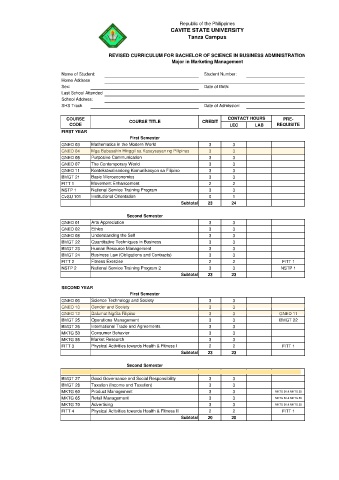 Republic of the Philippines
CAVITE STATE UNIVERSITY
Tanza Campus
REVISED CURRICULUM FOR BACHELOR OF SCIENCE IN BUSINESS ADMINISTRATION
Major in Marketing Management
Name of Student: Student Number:
Home Address:
Sex: Date of Birth:
Last School Attended:
School Address:
SHS Track: Date of Admission:
COURSE CODE COURSE TITLE CREDIT CONTACT HOURS LEC LAB PRE-REQUISITE
FIRST YEAR
First Semester
GNED 03 Mathematics in the Modern World 3 3
GNED 04 Mga Babasahin Hinggil sa Kasaysayan ng Pilipinas 3 3
GNED 05 Purposive Communication 3 3
GNED 07 The Contemporary World 3 3
GNED 11 Kontekstwalisadong Komunikasyon sa Filipino 3 3
BMGT 21 Basic Microeconomics 3 3
FITT 1 Movement Enhancement 2 2
NSTP 1 National Service Training Program 3 3
CvSU 101 Institutional Orientation
Subtotal 23 24
Second Semester
GNED 01 Arts Appreciation 3 3
GNED 02 Ethics 3 3
GNED 08 Understanding the Self 3 3
BMGT 22 Quantitative Techniques in Business 3 3
BMGT 23 Human Resource Management 3 3
BMGT 24 Business Law (Obligations and Contracts) 3 3
FITT 2 Fitness Exercise 2 2 FITT 1
NSTP 2 National Service Training Program 2 3 3 NSTP 1
Subtotal 23 23
SECOND YEAR
First Semester
GNED 06 Science Technology and Society 3 3
GNED 10 Gender and Society 3 3
GNED 12 Dalumat Ng/Sa Filipino 3 3 GNED 11
BMGT 25 Operations Management 3 3 BMGT 22
BMGT 26 International Trade and Agreements 3 3
MKTG 50 Consumer Behavior 3 3
MKTG 55 Market Research 3 3
FITT 3 Physical Activities towards Health & Fitness I 2 2 FITT 1
Subtotal 23 23
Second Semester
BMGT 27 Good Governance and Social Responsibility 3 3
BMGT 28 Taxation (Income and Taxation) 3 3
MKTG 60 Product Management 3 3
MKTG 65 Retail Management 3 3
MKTG 70 Advertising 3 3
FITT 4 Physical Activities towards Health & Fitness II 2 2 FITT 1
Subtotal 20 20